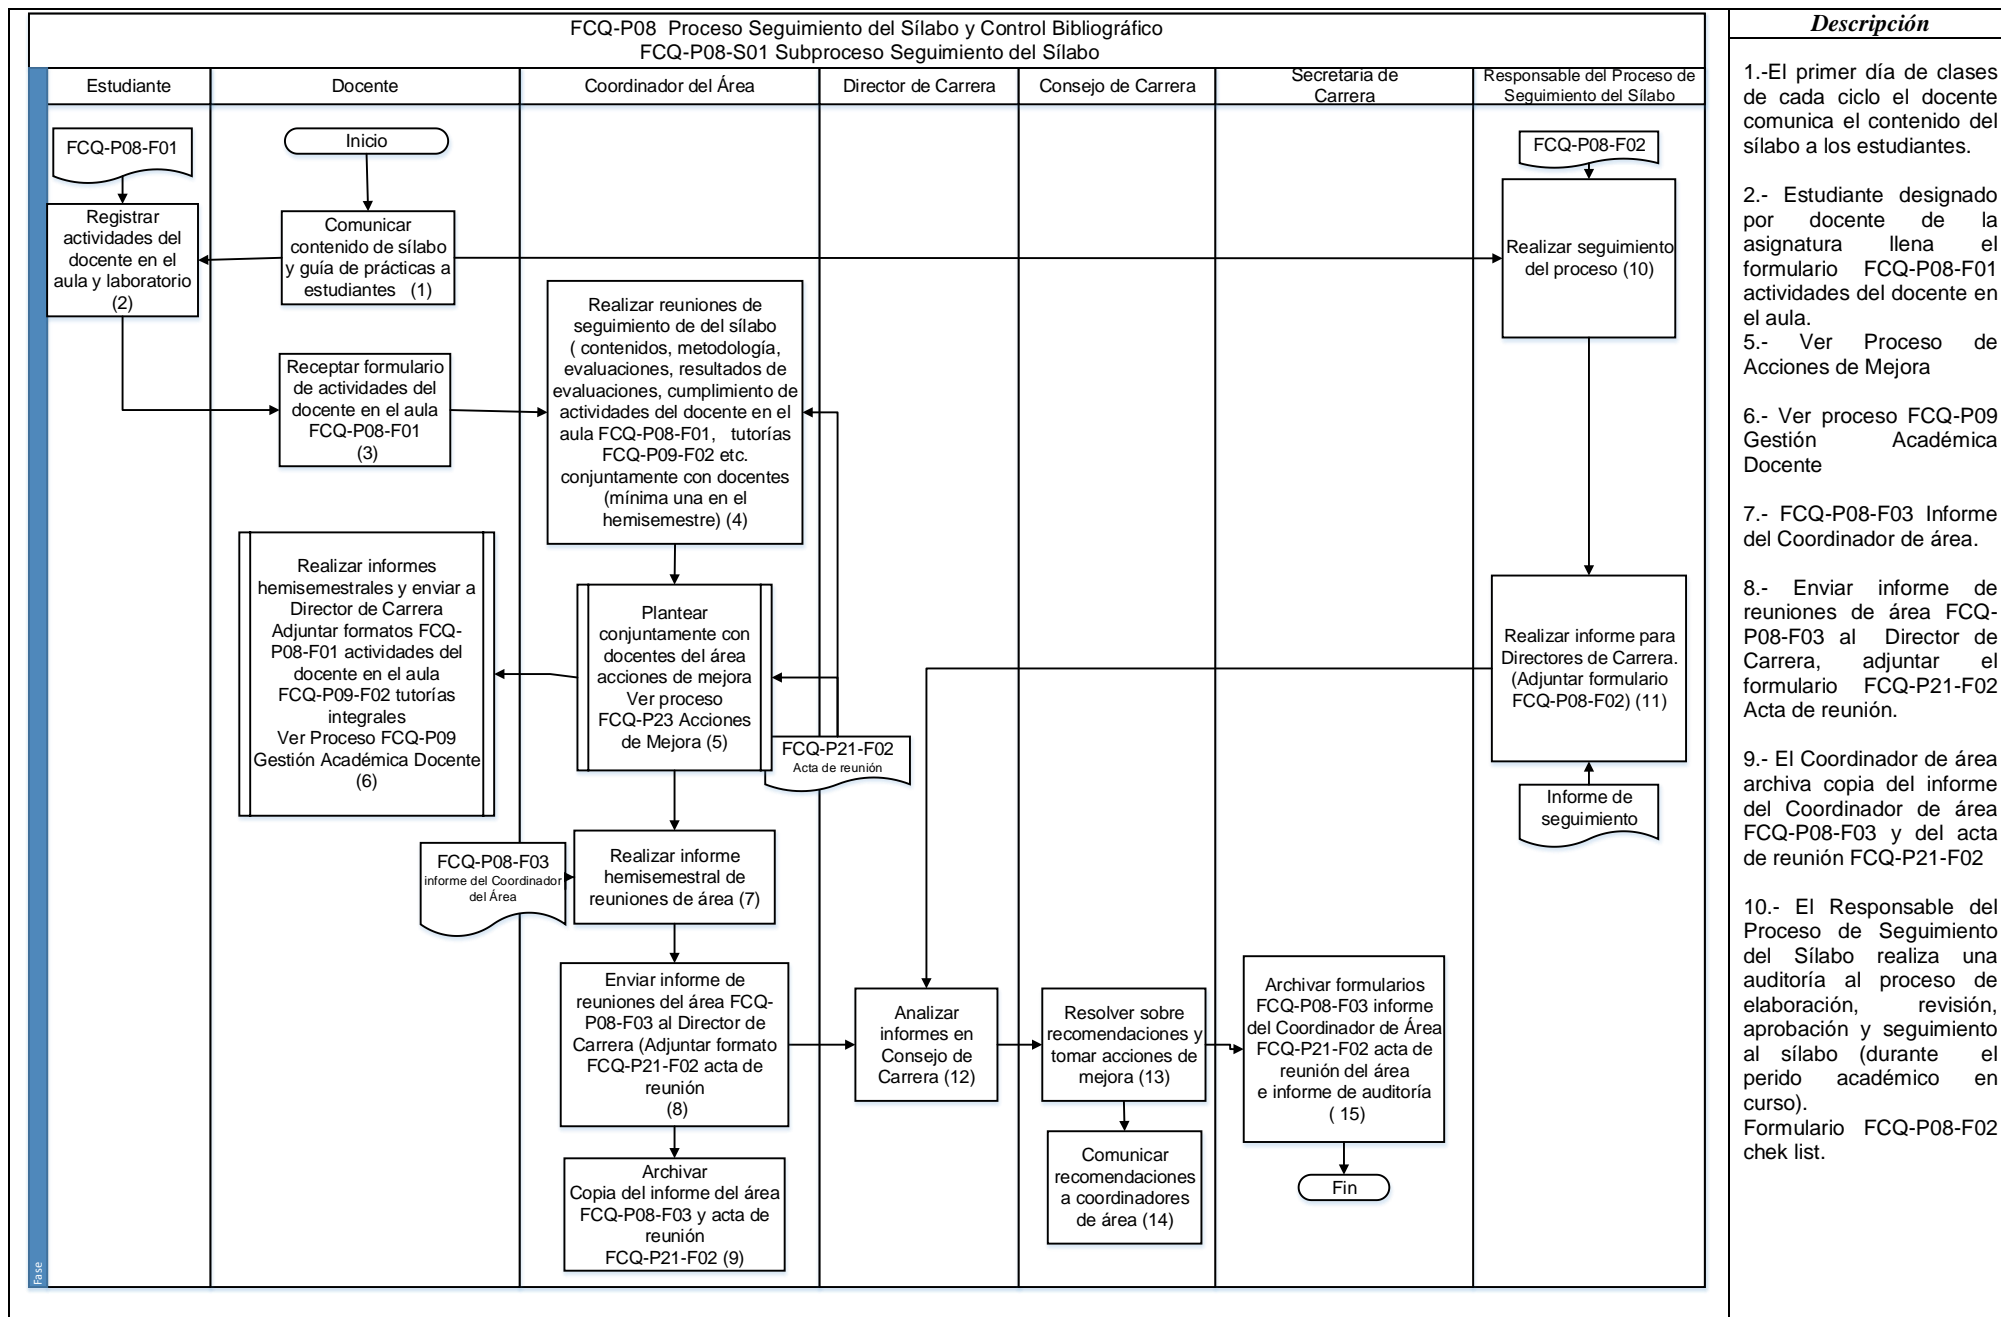 FCQ-P08 Proceso Seguimiento del Sílabo y Control Bibliográfico
FCQ-P08-S01 Subproceso Seguimiento del Sílabo
Estudiante
Docente
Coordinador del Área
Director de Carrera
Consejo de Carrera
Secretaria de
Carrera
Responsable del Proceso de
Seguimiento del Sílabo
FCQ-P08-F01
Inicio
FCQ-P08-F02
Registrar
actividades del
docente en el
aula y laboratorio
(2)
Comunicar
contenido de sílabo
y guía de prácticas a
estudiantes (1)
Realizar seguimiento
del proceso (10)
Receptar formulario
de actividades del
docente en el aula
FCQ-P08-F01
(3)
Realizar reuniones de
seguimiento de del sílabo
( contenidos, metodología,
evaluaciones, resultados de
evaluaciones, cumplimiento de
actividades del docente en el
aula FCQ-P08-F01, tutorías
FCQ-P09-F02 etc.
conjuntamente con docentes
(mínima una en el
hemisemestre) (4)
Realizar informes
hemisemestrales y enviar a
Director de Carrera
Adjuntar formatos FCQ-
P08-F01 actividades del
docente en el aula
FCQ-P09-F02 tutorías
integrales
Ver Proceso FCQ-P09
Gestión Académica Docente
(6)
Plantear
conjuntamente con
docentes del área
acciones de mejora
Ver proceso
FCQ-P23 Acciones
de Mejora (5)
FCQ-P21-F02
Acta de reunión
Realizar informe para
Directores de Carrera.
(Adjuntar formulario
FCQ-P08-F02) (11)
Informe de
seguimiento
FCQ-P08-F03
informe del Coordinador
del Área
Realizar informe
hemisemestral de
reuniones de área (7)
Enviar informe de
reuniones del área FCQ-
P08-F03 al Director de
Carrera (Adjuntar formato
FCQ-P21-F02 acta de
reunión
(8)
Analizar
informes en
Consejo de
Carrera (12)
Resolver sobre
recomendaciones y
tomar acciones de
mejora (13)
Archivar formularios
FCQ-P08-F03 informe
del Coordinador de Área
FCQ-P21-F02 acta de
reunión del área
e informe de auditoría
( 15)
Archivar
Copia del informe del área
FCQ-P08-F03 y acta de
reunión
FCQ-P21-F02 (9)
Comunicar
recomendaciones
a coordinadores
de área (14)
Fin
Fase
Descripción
1.-El primer día de clases
de cada ciclo el docente
comunica el contenido del
sílabo a los estudiantes.
2.- Estudiante designado
por docente de la
asignatura llena el
formulario FCQ-P08-F01
actividades del docente en
el aula.
5.- Ver Proceso de
Acciones de Mejora
6.- Ver proceso FCQ-P09
Gestión Académica
Docente
7.- FCQ-P08-F03 Informe
del Coordinador de área.
8.- Enviar informe de
reuniones de área FCQ-
P08-F03 al Director de
Carrera, adjuntar el
formulario FCQ-P21-F02
Acta de reunión.
9.- El Coordinador de área
archiva copia del informe
del Coordinador de área
FCQ-P08-F03 y del acta
de reunión FCQ-P21-F02
10.- El Responsable del
Proceso de Seguimiento
del Sílabo realiza una
auditoría al proceso de
elaboración, revisión,
aprobación y seguimiento
al sílabo (durante el
perido académico en
curso).
Formulario FCQ-P08-F02
chek list.